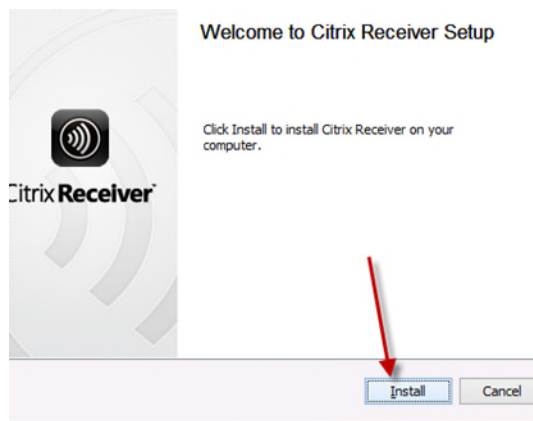 Welcome to Citrix Receiver Setup
Click Install to install Citrix Receiver on your
computer.
Citrix Receiver
Install
Cancel